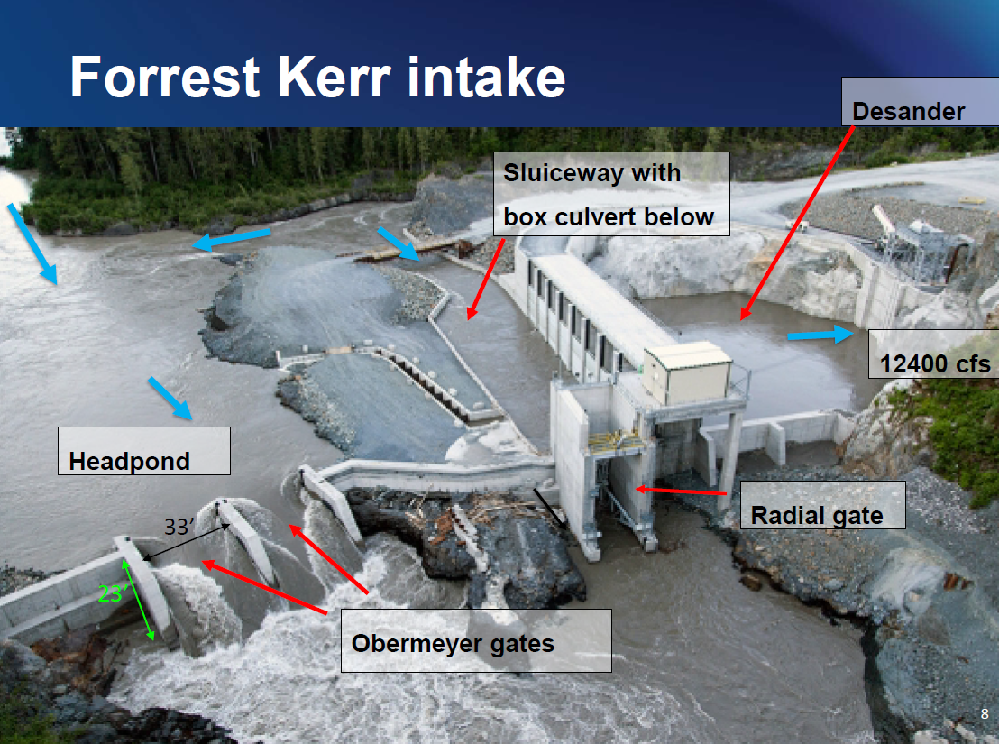 Forrest Kerr intake
Desander
Sluiceway with
box culvert below
12400 cfs
Headpond
33’
Radial gate
23’
Obermeyer gates
8